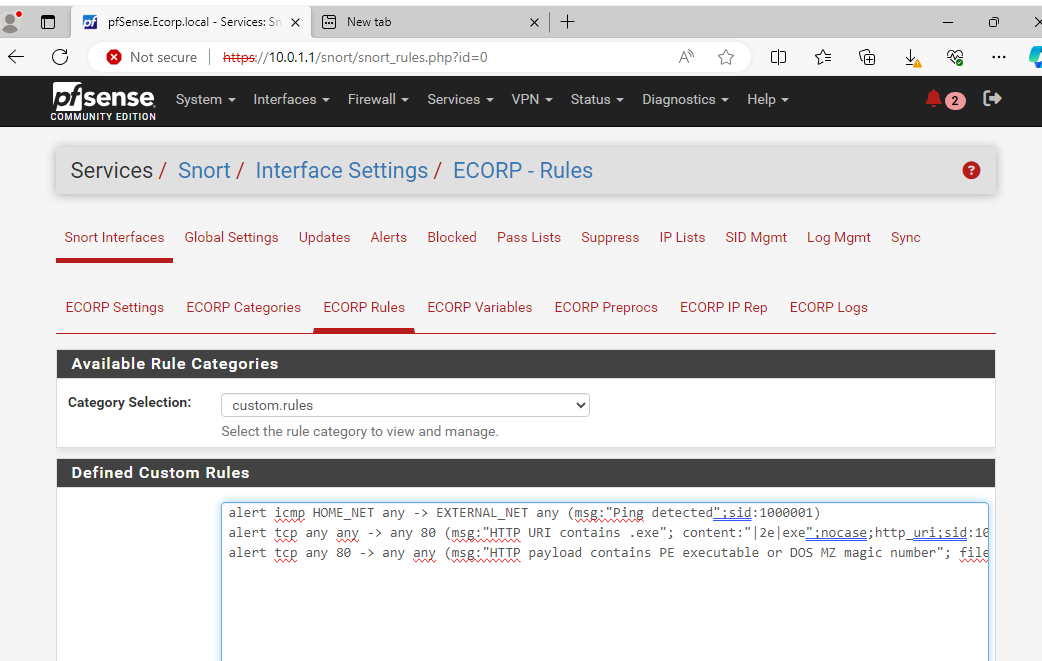 pfSense.Ecorp.local - Services: Sn
New tab
Not secure
https://10.0.1.1/snort/snort_rules.php?id=0
pfsense
COMMUNITY EDITION
System
Interfaces
Firewall
Services
VPN
Status
Diagnostics
Help
2
Services / Snort / Interface Settings / ECORP - Rules
Snort Interfaces
Global Settings
Updates
Alerts
Blocked
Pass Lists
Suppress
IP Lists
SID Mgmt
Log Mgmt
Sync
ECORP Settings
ECORP Categories
ECORP Rules
ECORP Variables
ECORP Preprocs
ECORP IP Rep
ECORP Logs
Available Rule Categories
Category Selection:
custom.rules
Select the rule category to view and manage.
Defined Custom Rules
alert icmp HOME_NET any -> EXTERNAL_NET any (msg:"Ping detected";sid:1000001)
alert tcp any any -> any 80 (msg:"HTTP URI contains .exe"; content:"|2e|exe";nocase;http_uri;sid:10
alert tcp any 80 -> any any (msg:"HTTP payload contains PE executable or DOS MZ magic number"; file